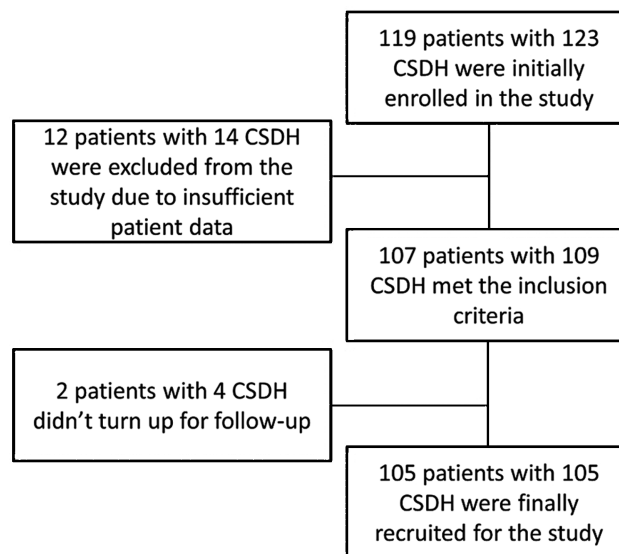 119 patients with 123
CSDH were initially
enrolled in the study
12 patients with 14 CSDH
were excluded from the
study due to insufficient
patient data
107 patients with 109
CSDH met the inclusion
criteria
2 patients with 4 CSDH
didn’t turn up for follow-up
105 patients with 105
CSDH were finally
recruited for the study